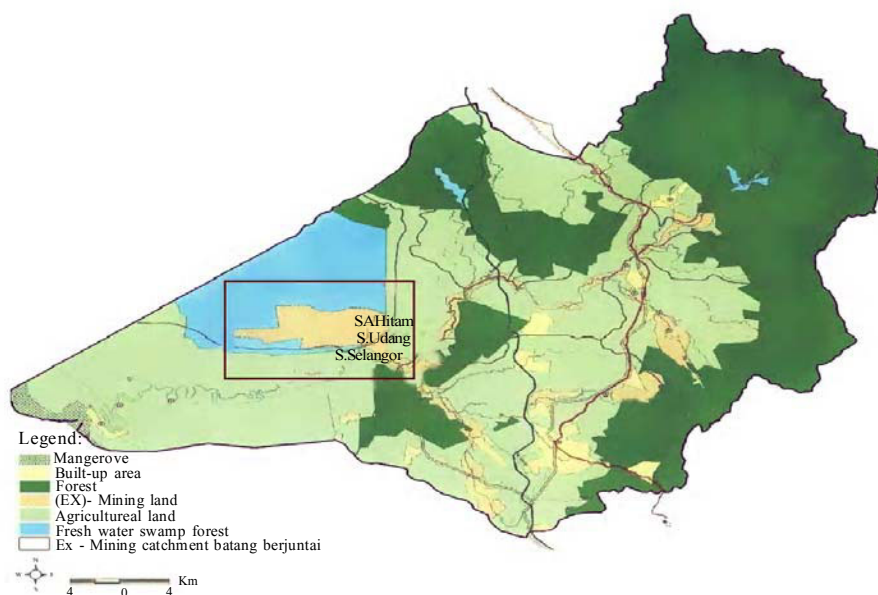 SAHitam
S.Udang
S.Selangor
Legend:
Mangerove
Built-up area
Forest
(EX)- Mining land
Agricultureal land
Fresh water swamp forest
Ex - Mining catchment batang berjuntai
N
W E
S
4 0 4 Km